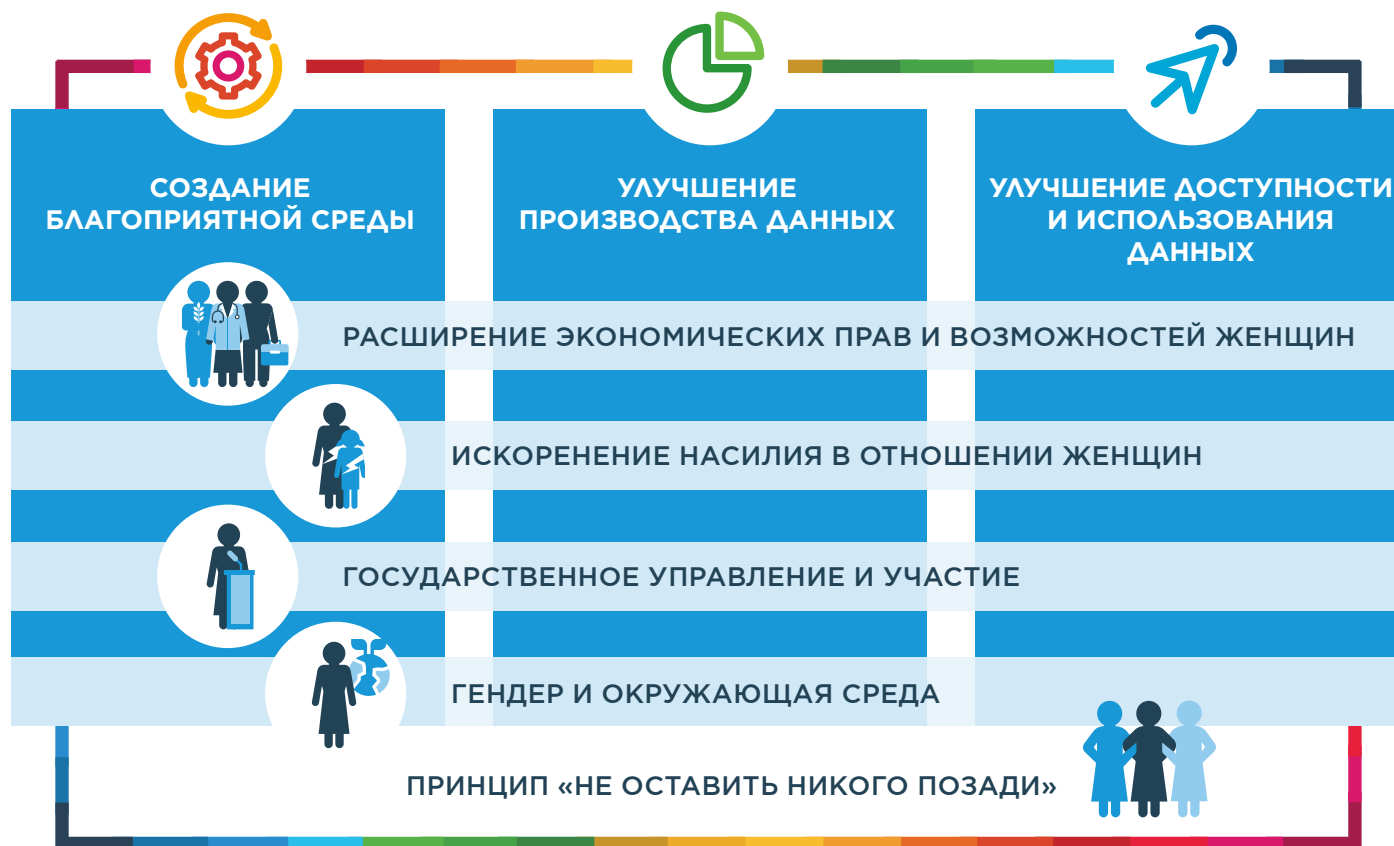 СОЗДАНИЕ
БЛАГОПРИЯТНОЙ СРЕДЫ
УЛУЧШЕНИЕ
ПРОИЗВОДСТВА ДАННЫХ
УЛУЧШЕНИЕ ДОСТУПНОСТИ
И ИСПОЛЬЗОВАНИЯ
ДАННЫХ
РАСШИРЕНИЕ ЭКОНОМИЧЕСКИХ ПРАВ И ВОЗМОЖНОСТЕЙ ЖЕНЩИН
ИСКОРЕНЕНИЕ НАСИЛИЯ В ОТНОШЕНИИ ЖЕНЩИН
ГОСУДАРСТВЕННОЕ УПРАВЛЕНИЕ И УЧАСТИЕ
ГЕНДЕР И ОКРУЖАЮЩАЯ СРЕДА
ПРИНЦИП «НЕ ОСТАВИТЬ НИКОГО ПОЗАДИ»